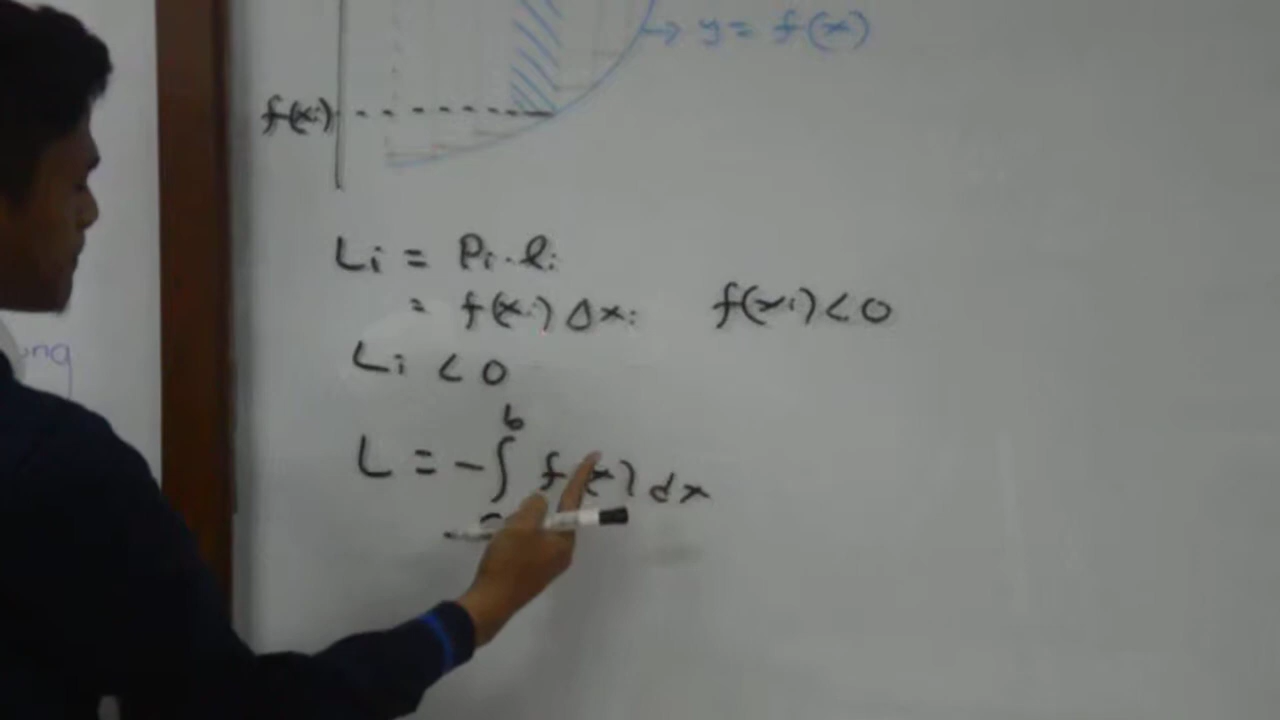 → y = f(x)
f(xi)
Li = Pi . li
= f(xi) Δxi f(xi) < 0
Li < 0
L = -∫ b f(x) dx